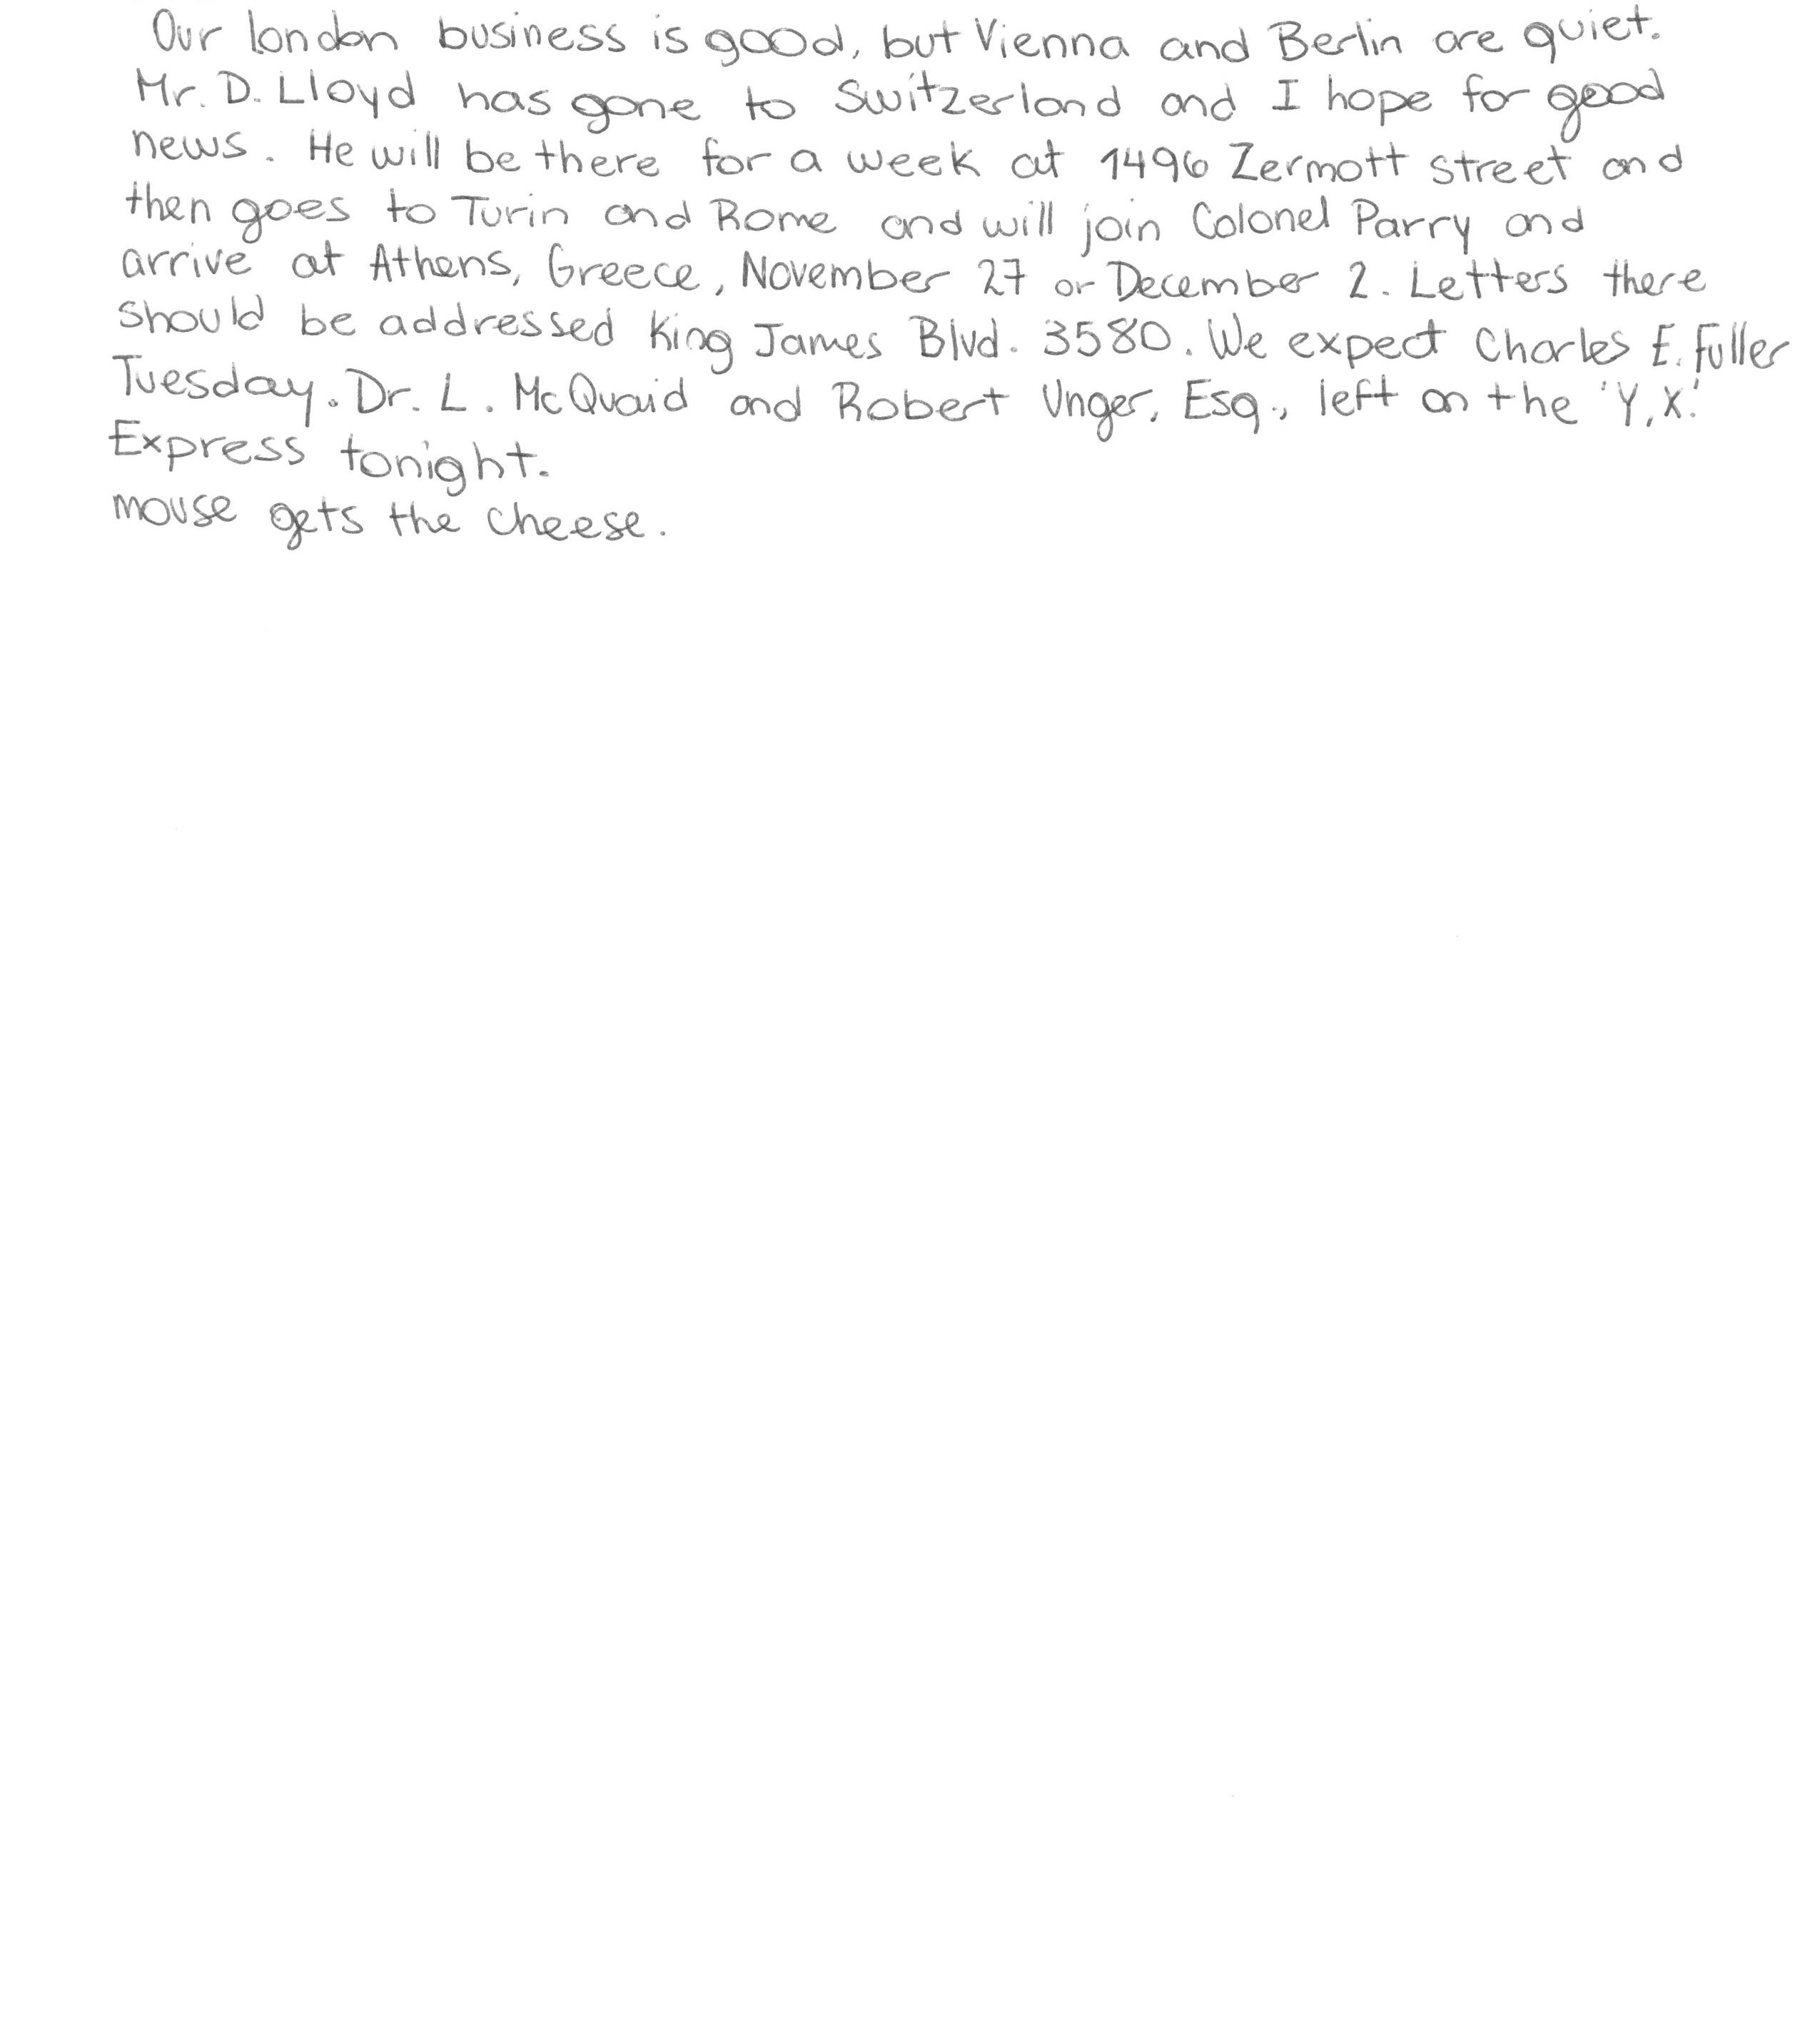 Our london business is good, but Vienna and Berlin are quiet.
Mr. D. Lloyd has gone to Switzerland and I hope for good
news. He will be there for a week at 1496 Zermott street and
then goes to Turin and Rome and will join Colonel Parry and
arrive at Athens, Greece, November 27 or December 2. Letters there
should be addressed King James Blvd. 3580. We expect Charles E. Fuller
Tuesday. Dr. L. McQuaid and Robert Unger, Esq., left on the 'Y,X.'
Express tonight.
mouse gets the cheese.